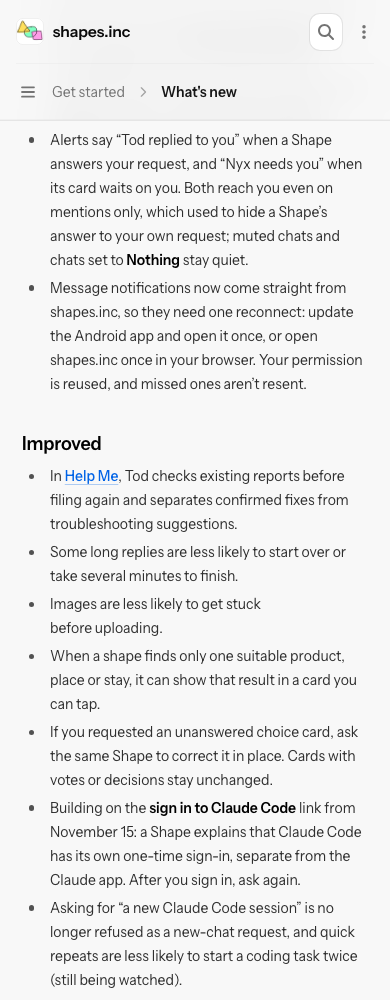 shapes.inc
Get started
What's new
Alerts say “Tod replied to you” when a Shape
answers your request, and “Nyx needs you” when
its card waits on you. Both reach you even on
mentions only, which used to hide a Shape’s
answer to your own request; muted chats and
chats set to Nothing stay quiet.
Message notifications now come straight from
shapes.inc, so they need one reconnect: update
the Android app and open it once, or open
shapes.inc once in your browser. Your permission
is reused, and missed ones aren’t resent.
Improved
In Help Me, Tod checks existing reports before
filing again and separates confirmed fixes from
troubleshooting suggestions.
Some long replies are less likely to start over or
take several minutes to finish.
Images are less likely to get stuck
before uploading.
When a shape finds only one suitable product,
place or stay, it can show that result in a card you
can tap.
If you requested an unanswered choice card, ask
the same Shape to correct it in place. Cards with
votes or decisions stay unchanged.
Building on the sign in to Claude Code link from
November 15: a Shape explains that Claude Code
has its own one-time sign-in, separate from the
Claude app. After you sign in, ask again.
Asking for “a new Claude Code session” is no
longer refused as a new-chat request, and quick
repeats are less likely to start a coding task twice
(still being watched).